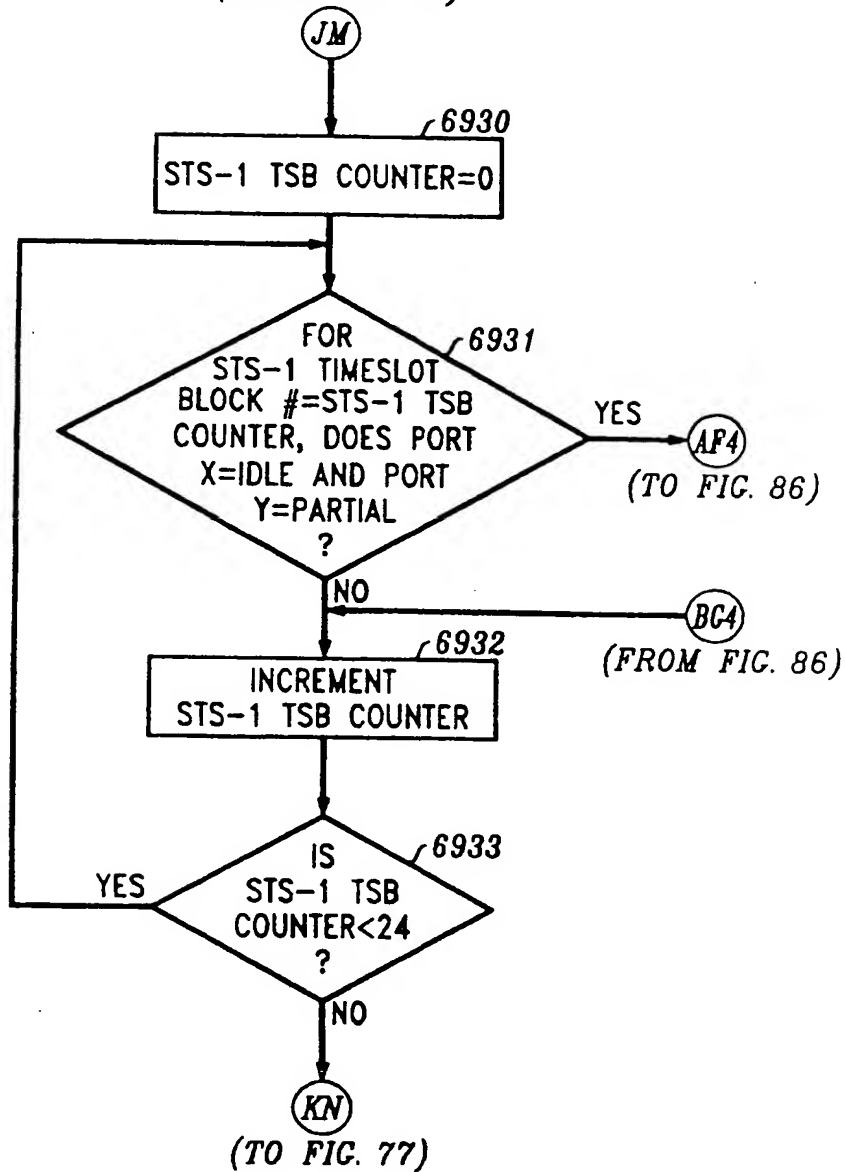 JM
6930
STS-1 TSB COUNTER=0
6931
FOR
STS-1 TIMESLOT
BLOCK #=STS-1 TSB
COUNTER, DOES PORT
X=IDLE AND PORT
Y=PARTIAL
?
YES
AF4
(TO FIG. 86)
NO
BG4
(FROM FIG. 86)
6932
INCREMENT
STS-1 TSB COUNTER
6933
IS
STS-1 TSB
COUNTER<24
?
YES
NO
KN
(TO FIG. 77)